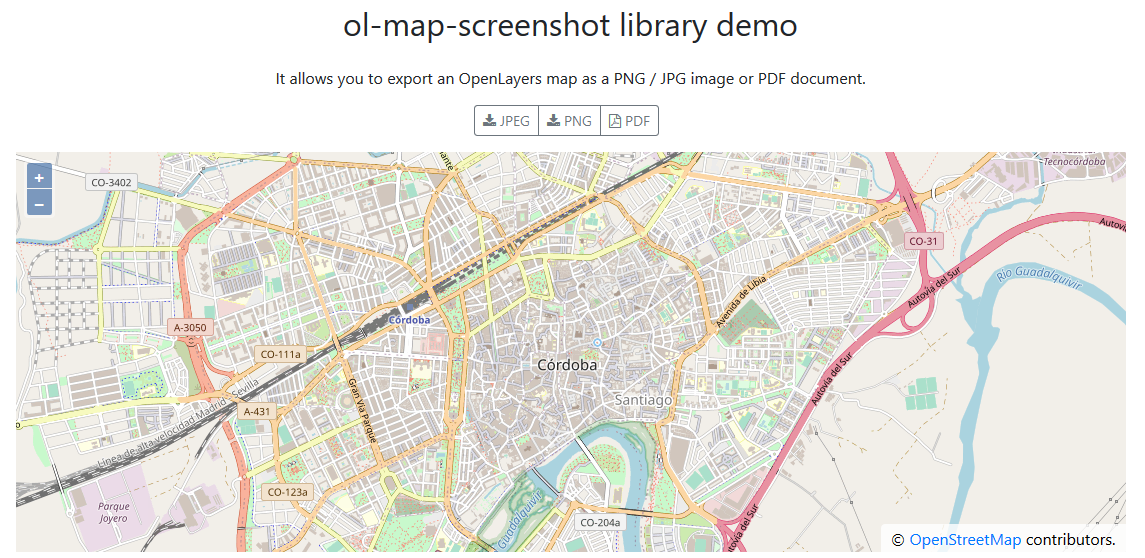 ol-map-screenshot library demo
It allows you to export an OpenLayers map as a PNG / JPG image or PDF document.
JPEG PNG PDF
Tecnocórdoba
+
CO-3402
−
Autovía
CO-31
Río Guadalquivir
Autovía del Sur
Avenida de Libia
Córdoba
A-3050
CO-111a
Córdoba
Autovía del Sur
Gran Vía Parque
Santiago
A-431
Línea de alta velocidad Madrid - Sevilla
CO-123a
Parque
Joyero
Guadalquivir
CO-204a
Autovía del Sur
© OpenStreetMap contributors.